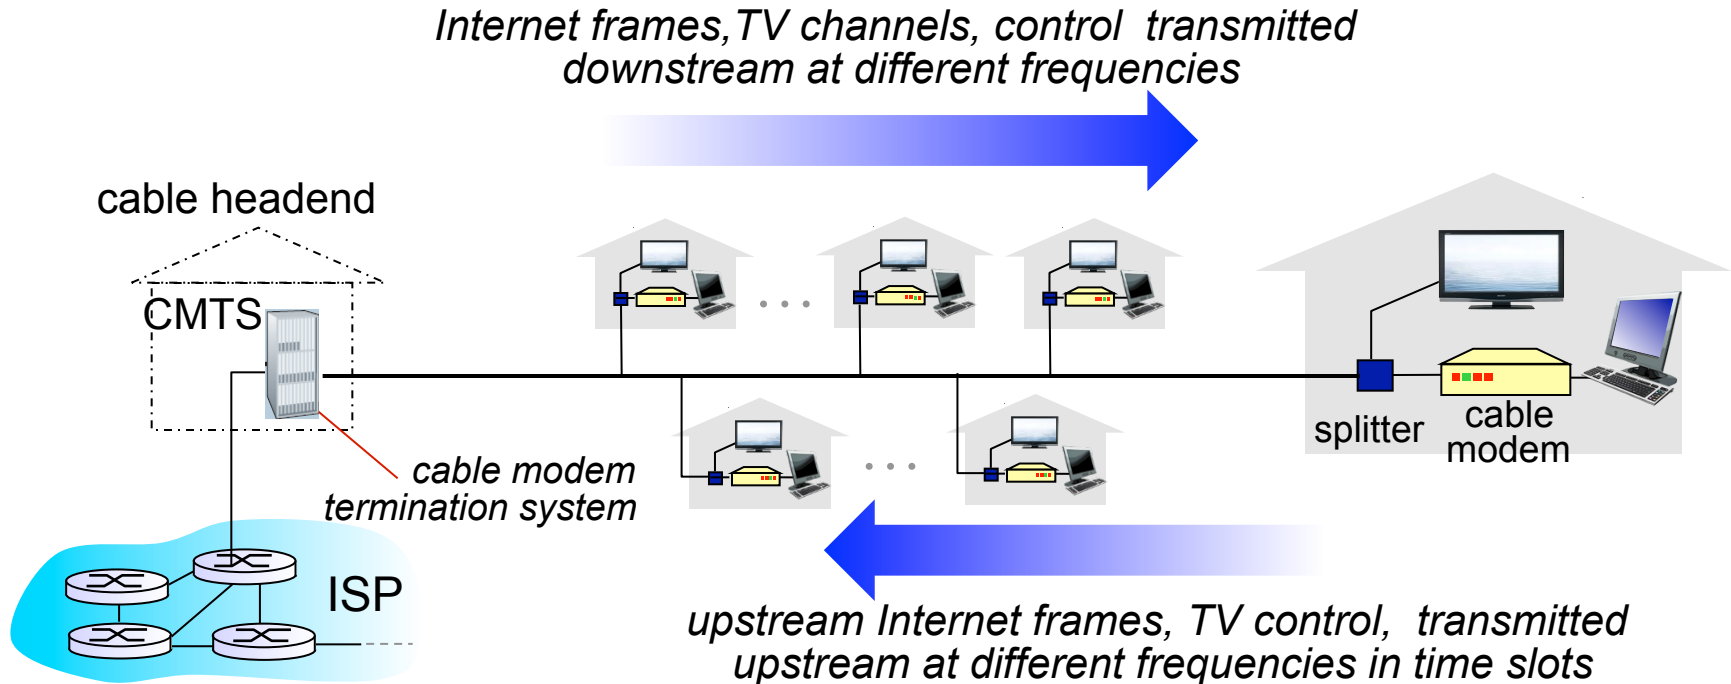 Internet frames,TV channels, control transmitted
downstream at different frequencies
cable headend
CMTS
splitter
cable
modem
cable modem
termination system
ISP
upstream Internet frames, TV control, transmitted
upstream at different frequencies in time slots